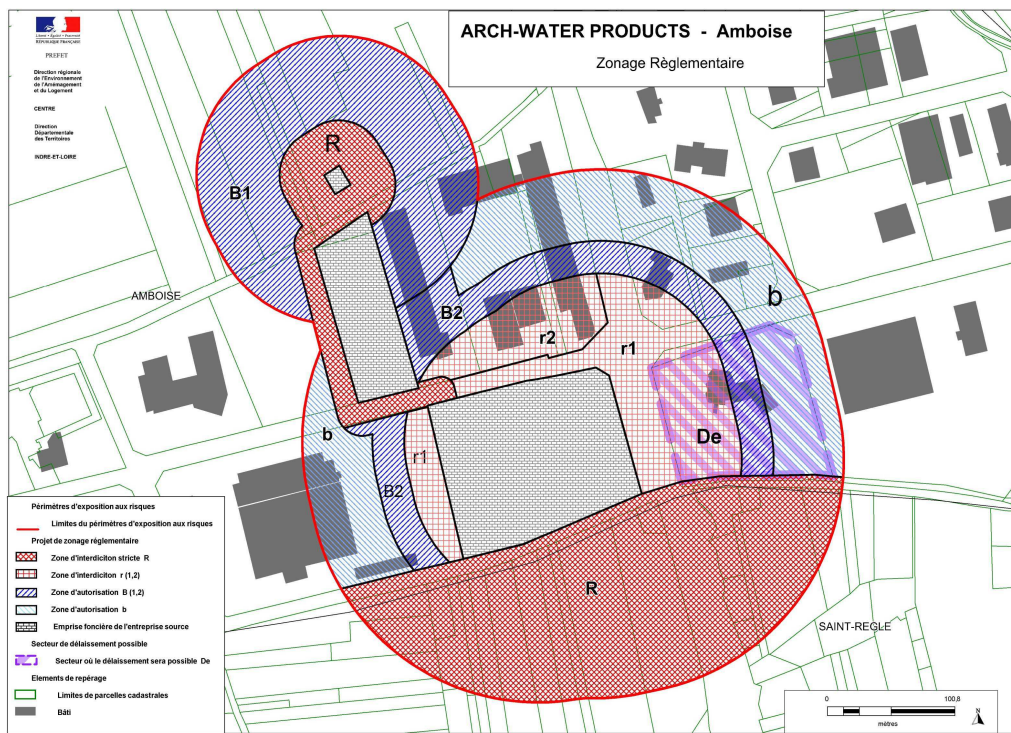 ARCH-WATER PRODUCTS - Amboise
Zonage Règlementaire
Liberté • Égalité • Fraternité
RÉPUBLIQUE FRANÇAISE
PREFET
Direction régionale
de l'Environnement
de l'Aménagement
et du Logement
CENTRE
Direction
Départementale
des Territoires
INDRE-ET-LOIRE
R
B1
AMBOISE
B2
r2
r1
b
De
b
r1
B2
R
SAINT-REGLE
Périmètres d'exposition aux risques
Limites du périmètres d'exposition aux risques
Projet de zonage réglementaire
Zone d'interdiciton stricte R
Zone d'interdiciton r (1,2)
Zone d'autorisation B (1,2)
Zone d'autorisation b
Emprise foncière de l'entreprise source
Secteur de délaissement possible
Secteur où le délaissement sera possible De
Elements de repérage
Limites de parcelles cadastrales
Bâti
0 100,8
mètres
N